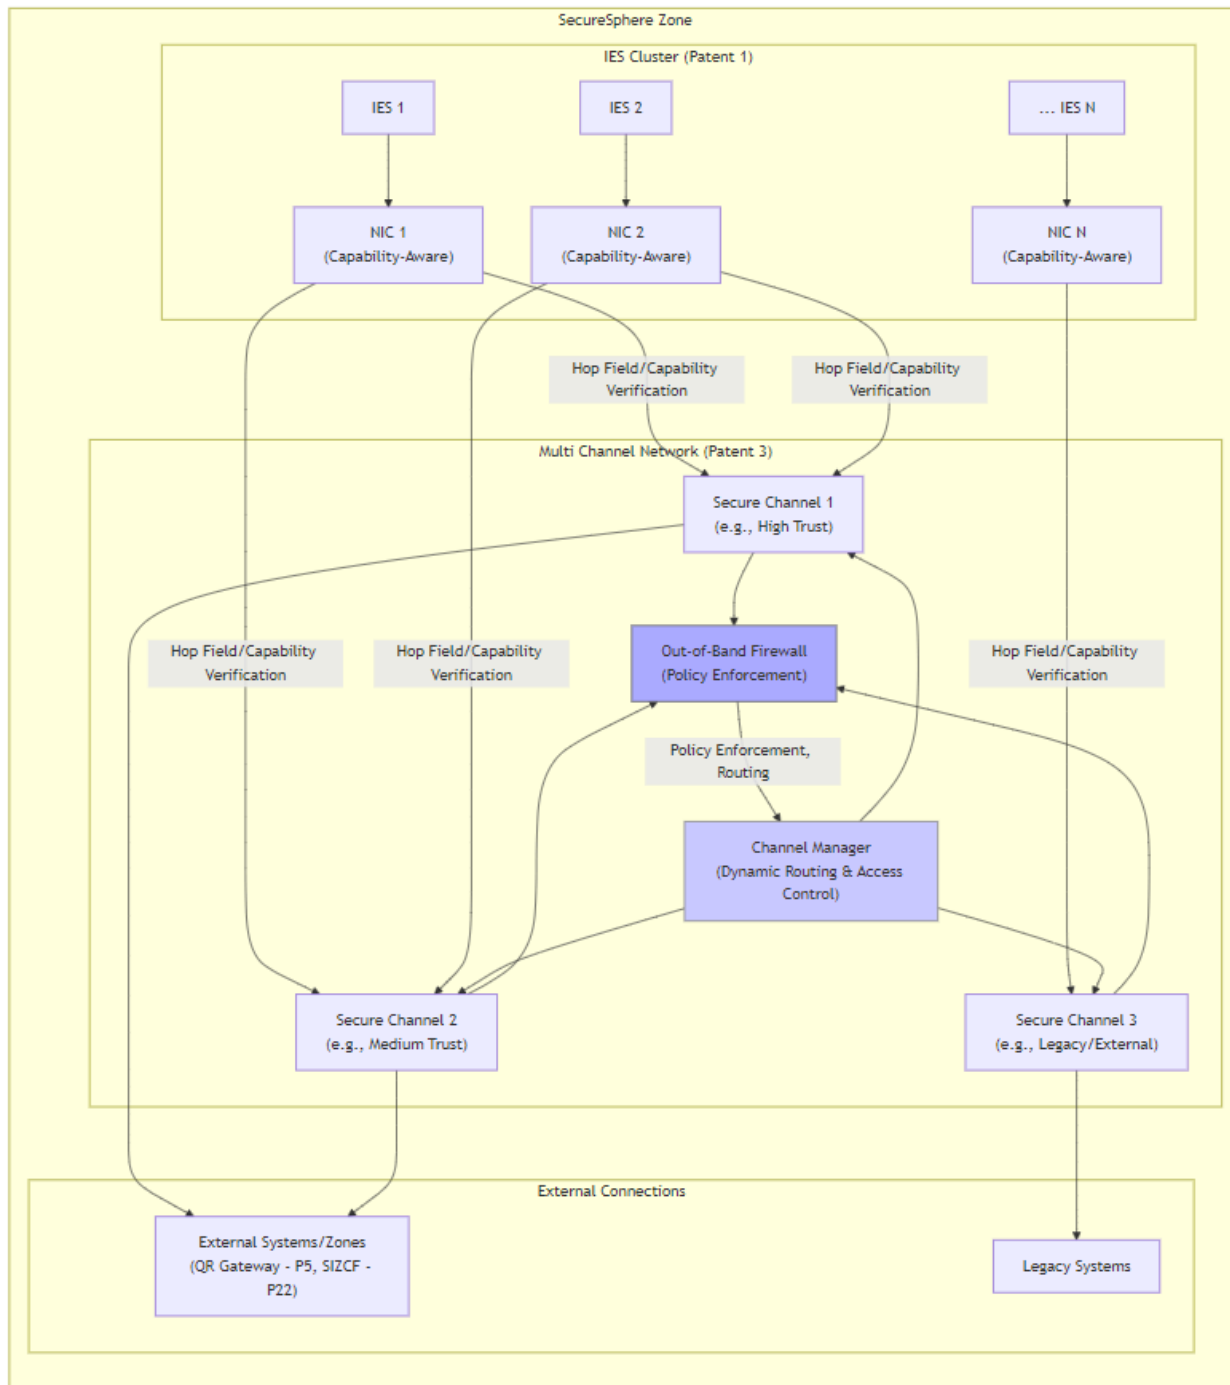 SecureSphere Zone
IES Cluster (Patent 1)
IES 1
IES 2
... IES N
NIC 1
(Capability-Aware)
NIC 2
(Capability-Aware)
NIC N
(Capability-Aware)
Hop Field/Capability
Verification
Hop Field/Capability
Verification
Multi Channel Network (Patent 3)
Secure Channel 1
(e.g., High Trust)
Hop Field/Capability
Verification
Hop Field/Capability
Verification
Out-of-Band Firewall
(Policy Enforcement)
Hop Field/Capability
Verification
Policy Enforcement,
Routing
Channel Manager
(Dynamic Routing & Access
Control)
Secure Channel 2
(e.g., Medium Trust)
Secure Channel 3
(e.g., Legacy/External)
External Connections
External Systems/Zones
(QR Gateway - P5, SIZCF -
P22)
Legacy Systems